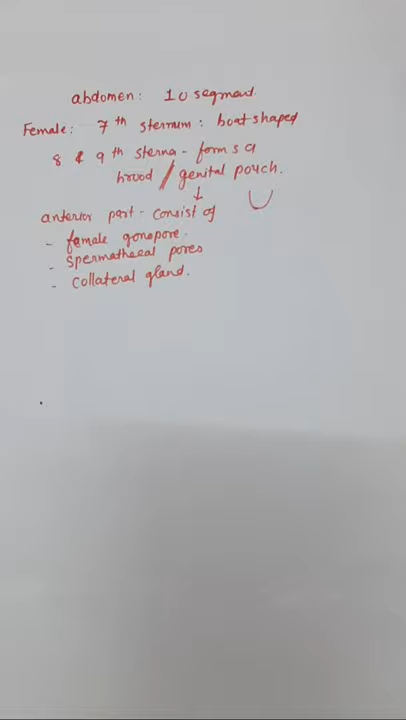 abdomen: 10 segment
Female: 7th sternum: boat shaped
8 & 9th sterna - forms a
brood / genital pouch.
anterior part - consist of
- female gonopore.
- Spermathecal pores
- Collateral gland.